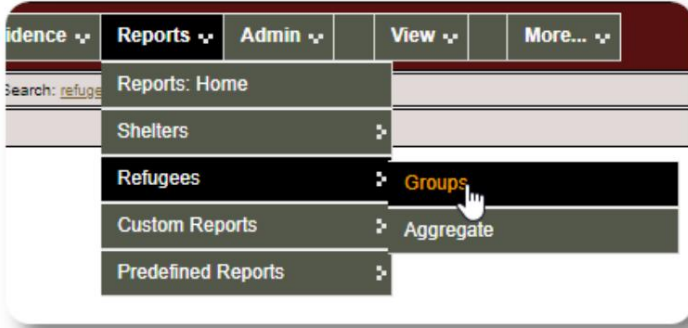 idence Reports Admin View More...
Search: refuge
Reports: Home
Shelters
Refugees
Groups
Custom Reports
Aggregate
Predefined Reports